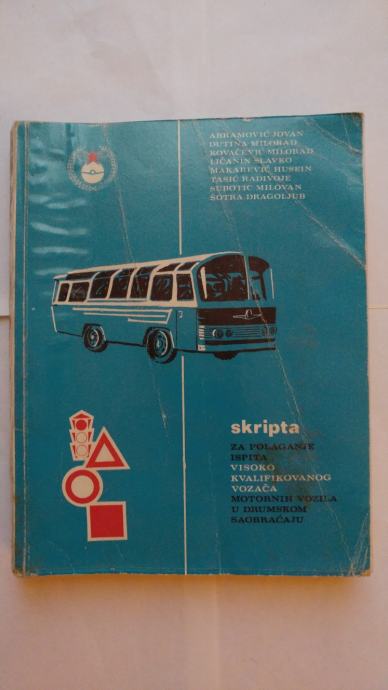 ABRAMOVIĆ JOVAN
DUTINA MILORAD
KOVAČEVIĆ MILORAD
LIČANIN SLAVKO
MAKAREVIĆ HUSEIN
TASIĆ RADIVOJE
SUBOTIĆ MILOVAN
ŠOTRA DRAGOLJUB
skripta
ZA POLAGANJE
ISPITA
VISOKO
KVALIFIKOVANOG
VOZAČA
MOTORNIH VOZILA
U DRUMSKOM
SAOBRAĆAJU